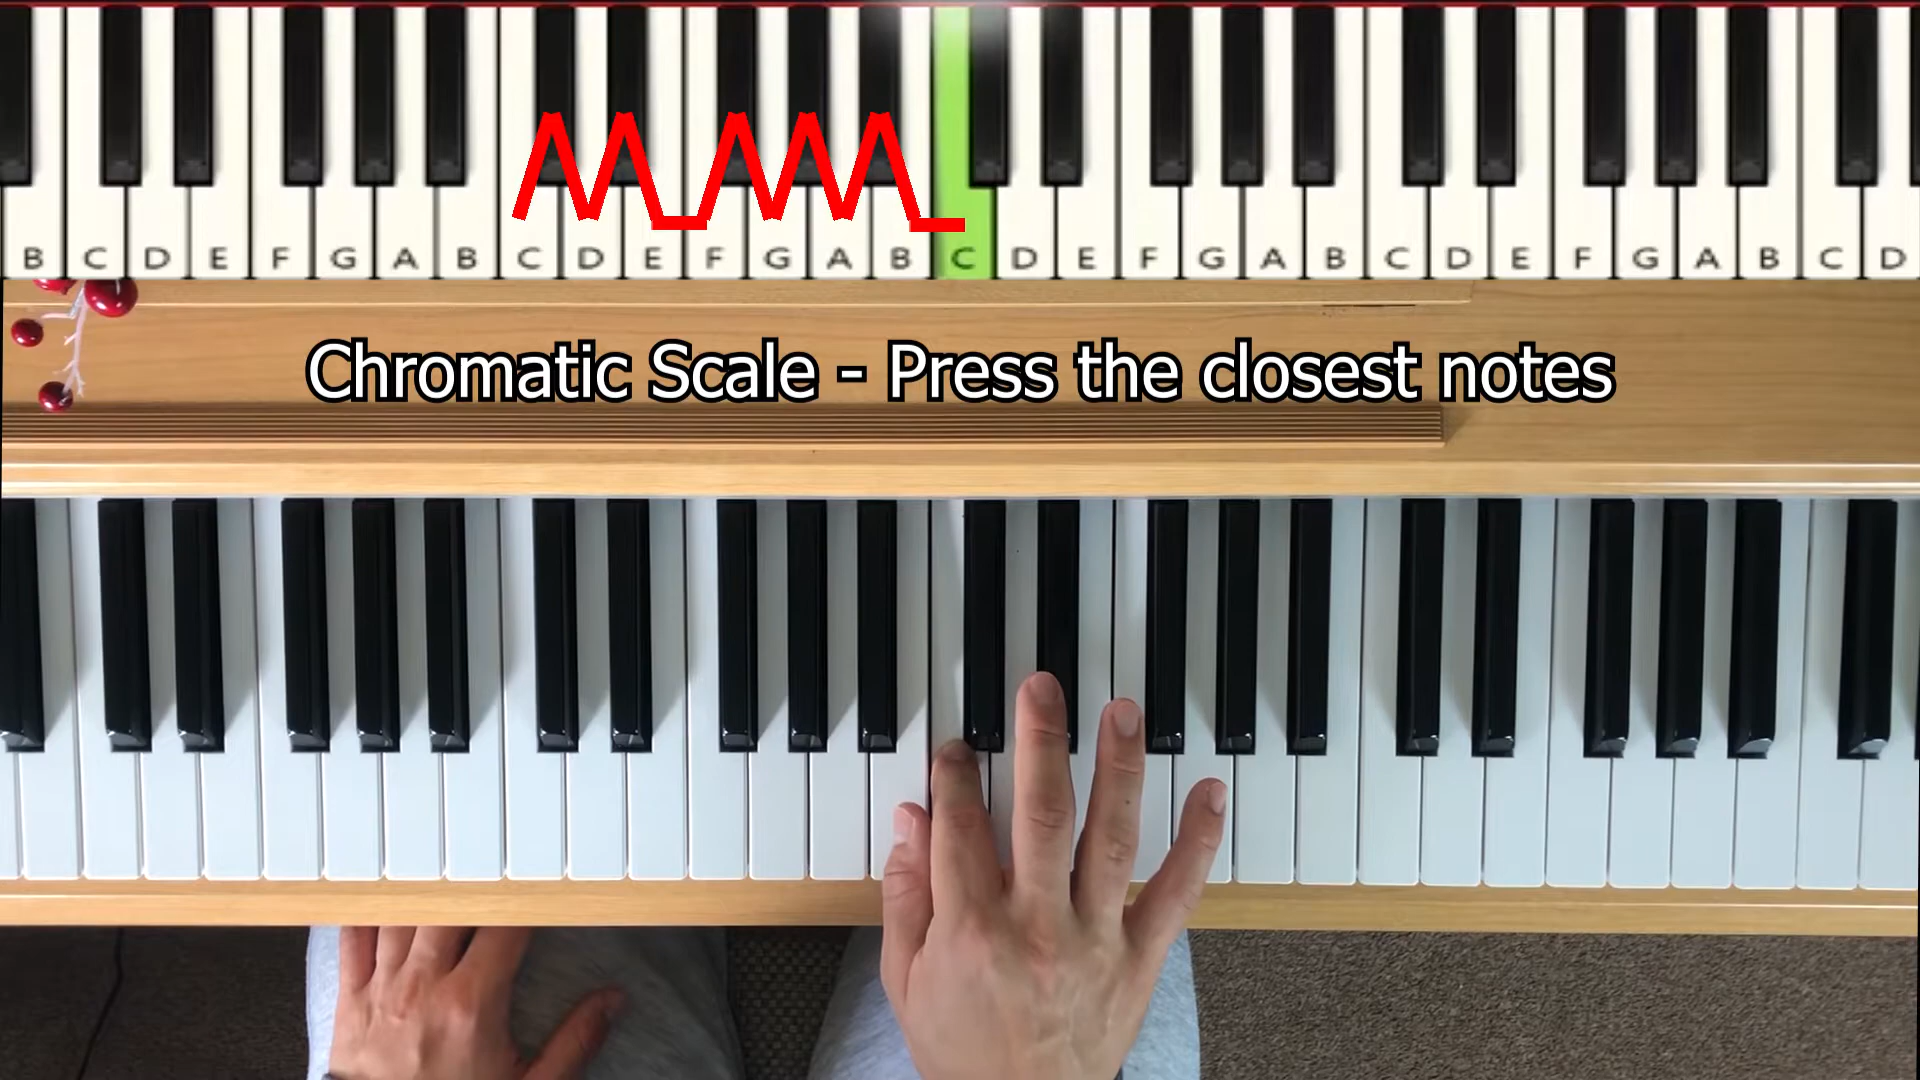 B C D E F G A B C D E F G A B C D E F G A B C D E F G A B C D
Chromatic Scale - Press the closest notes